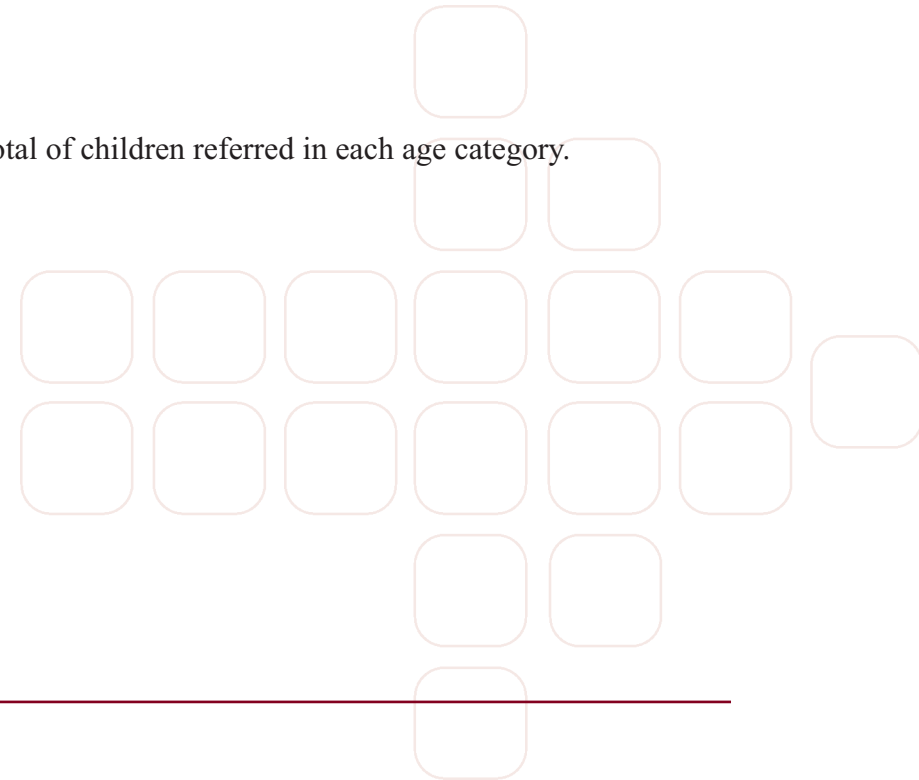 otal of children referred in each age category.